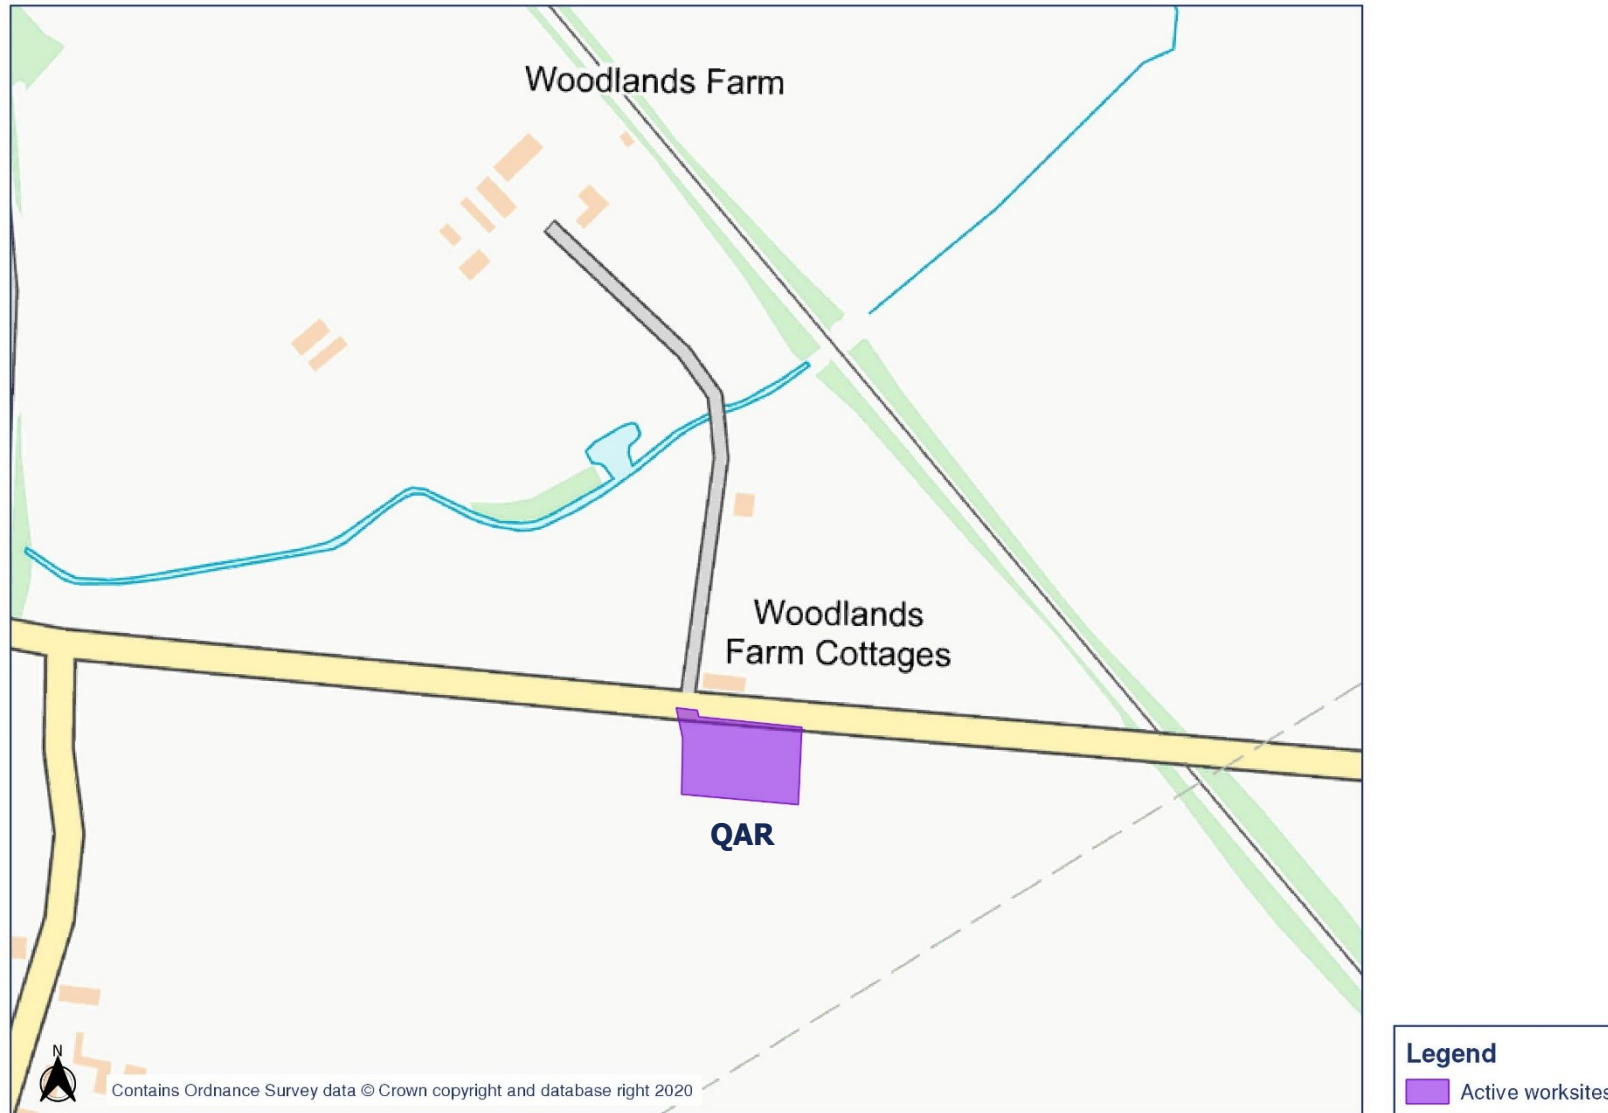 Woodlands Farm
Woodlands
Farm Cottages
QAR
N
Contains Ordnance Survey data © Crown copyright and database right 2020
Legend
Active worksites